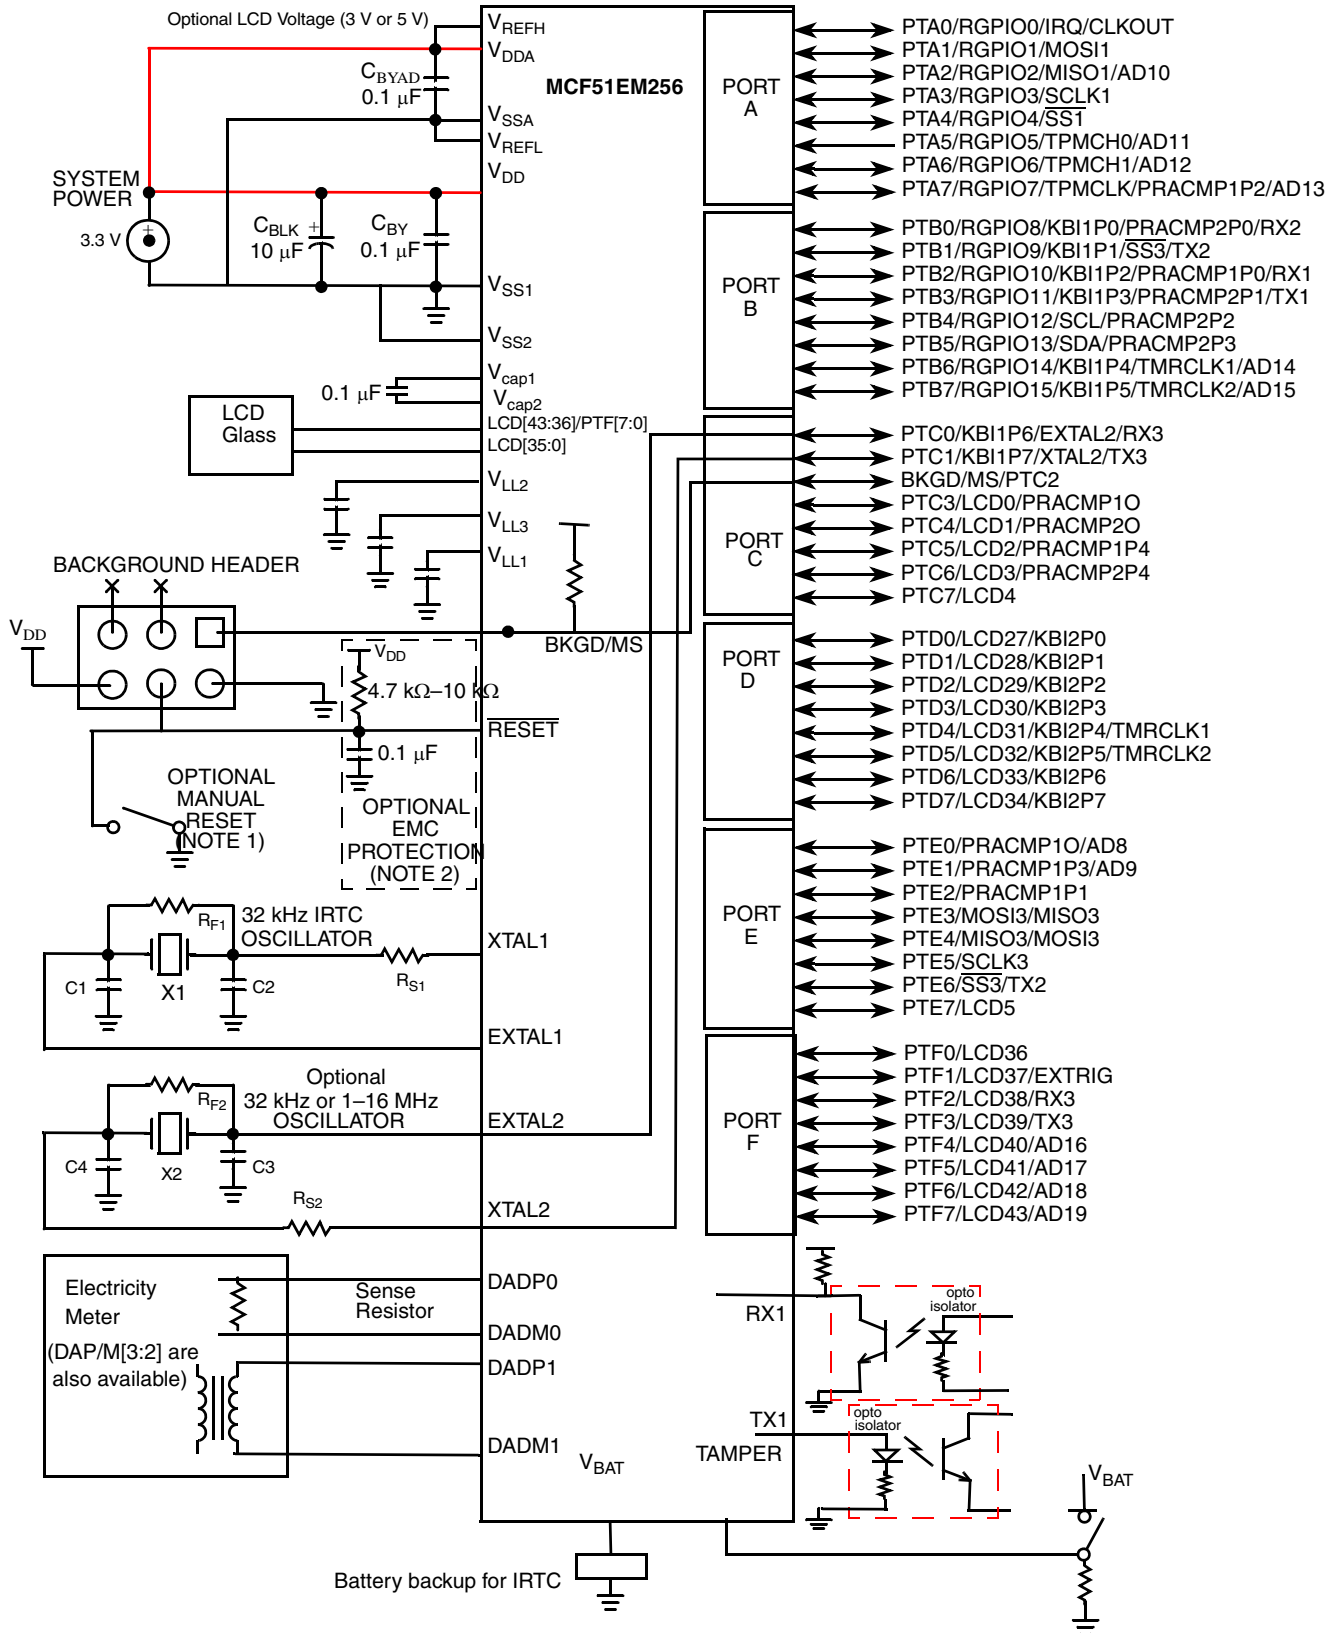 Optional LCD Voltage (3 V or 5 V)
VREFH
VDDA
CBYAD
0.1 μF
VSSA
VREFL
VDD
MCF51EM256
SYSTEM
POWER
3.3 V
+
CBLK
+
10 μF
CBY
0.1 μF
VSS1
VSS2
Vcap1
0.1 μF
Vcap2
LCD
Glass
LCD[43:36]/PTF[7:0]
LCD[35:0]
VLL2
VLL3
VLL1
BACKGROUND HEADER
VDD
BKGD/MS
VDD
4.7 kΩ–10 kΩ
RESET
0.1 μF
OPTIONAL
MANUAL
RESET
(NOTE 1)
OPTIONAL
EMC
PROTECTION
(NOTE 2)
RF1
32 kHz IRTC
OSCILLATOR
XTAL1
C1
X1
C2
RS1
EXTAL1
RF2
Optional
32 kHz or 1–16 MHz
OSCILLATOR
EXTAL2
C4
X2
C3
RS2
XTAL2
Electricity
Meter
(DAP/M[3:2] are
also available)
Sense
Resistor
DADP0
DADM0
DADP1
DADM1
VBAT
Battery backup for IRTC
PORT
A
PTA0/RGPIO0/IRQ/CLKOUT
PTA1/RGPIO1/MOSI1
PTA2/RGPIO2/MISO1/AD10
PTA3/RGPIO3/SCLK1
PTA4/RGPIO4/SS1
PTA5/RGPIO5/TPMCH0/AD11
PTA6/RGPIO6/TPMCH1/AD12
PTA7/RGPIO7/TPMCLK/PRACMP1P2/AD13
PORT
B
PTB0/RGPIO8/KBI1P0/PRACMP2P0/RX2
PTB1/RGPIO9/KBI1P1/SS3/TX2
PTB2/RGPIO10/KBI1P2/PRACMP1P0/RX1
PTB3/RGPIO11/KBI1P3/PRACMP2P1/TX1
PTB4/RGPIO12/SCL/PRACMP2P2
PTB5/RGPIO13/SDA/PRACMP2P3
PTB6/RGPIO14/KBI1P4/TMRCLK1/AD14
PTB7/RGPIO15/KBI1P5/TMRCLK2/AD15
PORT
C
PTC0/KBI1P6/EXTAL2/RX3
PTC1/KBI1P7/XTAL2/TX3
BKGD/MS/PTC2
PTC3/LCD0/PRACMP1O
PTC4/LCD1/PRACMP2O
PTC5/LCD2/PRACMP1P4
PTC6/LCD3/PRACMP2P4
PTC7/LCD4
PORT
D
PTD0/LCD27/KBI2P0
PTD1/LCD28/KBI2P1
PTD2/LCD29/KBI2P2
PTD3/LCD30/KBI2P3
PTD4/LCD31/KBI2P4/TMRCLK1
PTD5/LCD32/KBI2P5/TMRCLK2
PTD6/LCD33/KBI2P6
PTD7/LCD34/KBI2P7
PORT
E
PTE0/PRACMP1O/AD8
PTE1/PRACMP1P3/AD9
PTE2/PRACMP1P1
PTE3/MOSI3/MISO3
PTE4/MISO3/MOSI3
PTE5/SCLK3
PTE6/SS3/TX2
PTE7/LCD5
PORT
F
PTF0/LCD36
PTF1/LCD37/EXTRIG
PTF2/LCD38/RX3
PTF3/LCD39/TX3
PTF4/LCD40/AD16
PTF5/LCD41/AD17
PTF6/LCD42/AD18
PTF7/LCD43/AD19
RX1
opto
isolator
TX1
opto
isolator
TAMPER
VBAT